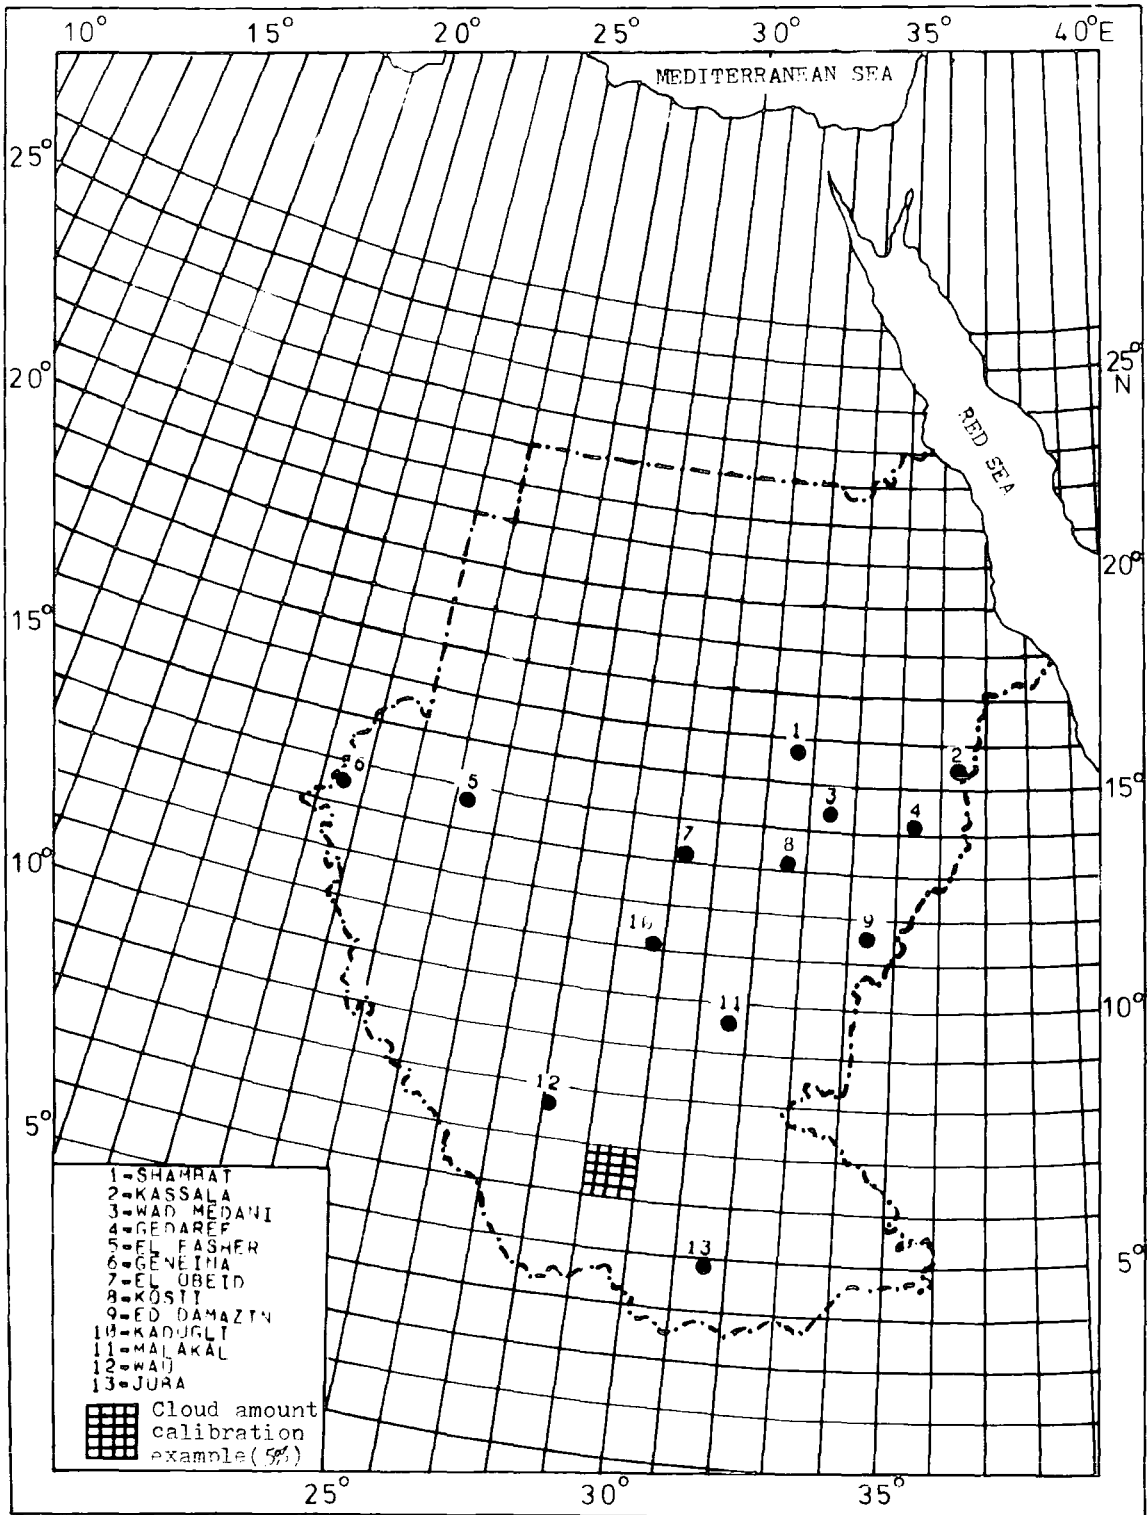 10° 15° 20° 25° 30° 35° 40°E
MEDITERRANEAN SEA
25°
25°
N
20°
RED SEA
20°
15°
1
2
6
5
3
4
15°
7
8
10°
10
9
11
10°
12
5°
13
5°
1=SHAMBAT
2=KASSALA
3=WAD MEDANI
4=GEDAREF
5=EL FASHER
6=GENEINA
7=EL OBEID
8=KOSTI
9=ED DAMAZIN
10=KADUGLI
11=MALAKAL
12=WAU
13=JUBA
Cloud amount
calibration
example(5%)
25° 30° 35°